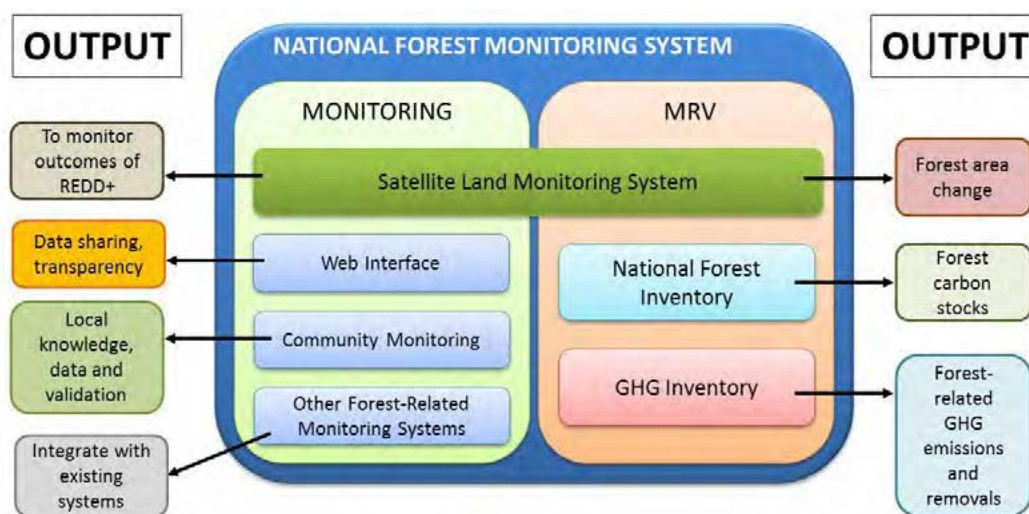 OUTPUT
NATIONAL FOREST MONITORING SYSTEM
OUTPUT
MONITORING
MRV
To monitor
outcomes of
REDD+
Satellite Land Monitoring System
Forest area
change
Data sharing,
transparency
Web Interface
National Forest
Inventory
Forest
carbon
stocks
Local
knowledge,
data and
validation
Community Monitoring
GHG Inventory
Forest-
related
GHG
emissions
and
removals
Other Forest-Related
Monitoring Systems
Integrate with
existing
systems